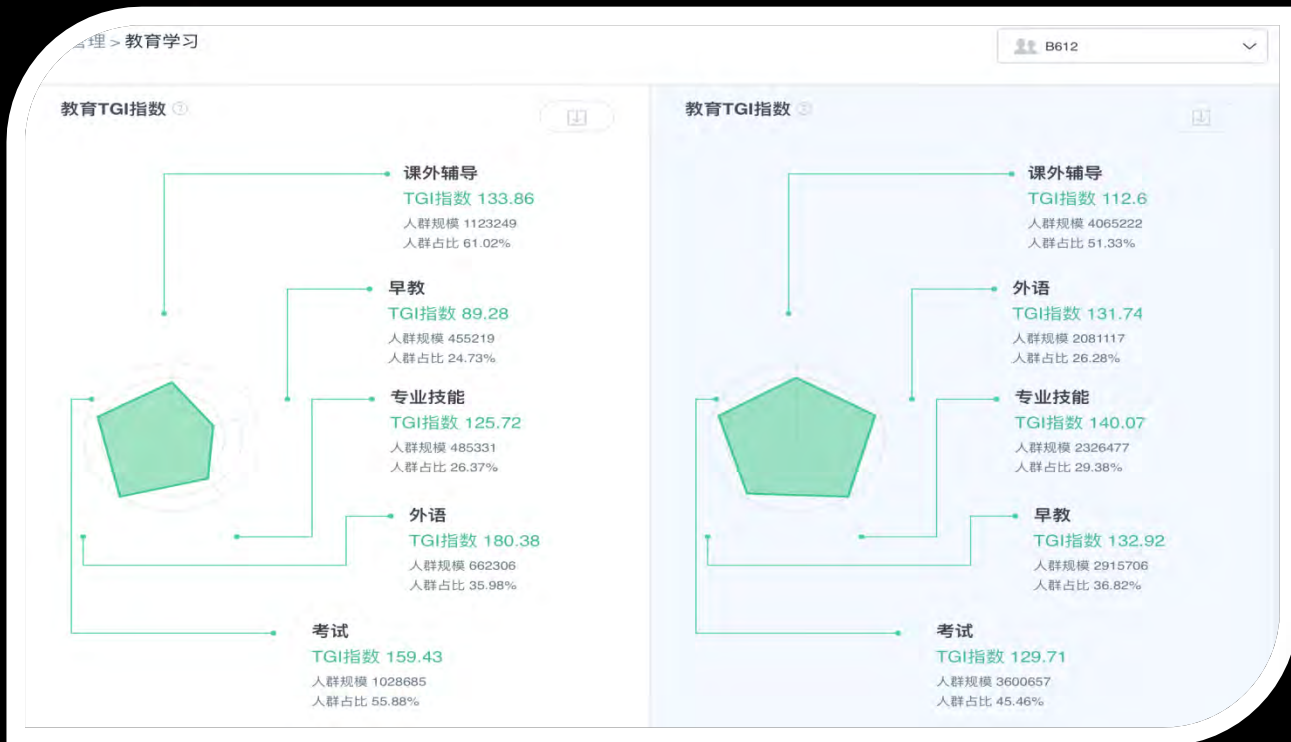 管理 > 教育学习
B612
教育TGI指数
课外辅导
TGI指数 133.86
人群规模 1123249
人群占比 61.02%
早教
TGI指数 89.28
人群规模 455219
人群占比 24.73%
专业技能
TGI指数 125.72
人群规模 485331
人群占比 26.37%
外语
TGI指数 180.38
人群规模 662306
人群占比 35.98%
考试
TGI指数 159.43
人群规模 1028685
人群占比 55.88%
教育TGI指数
课外辅导
TGI指数 112.6
人群规模 4065222
人群占比 51.33%
外语
TGI指数 131.74
人群规模 2081117
人群占比 26.28%
专业技能
TGI指数 140.07
人群规模 2326477
人群占比 29.38%
早教
TGI指数 132.92
人群规模 2915706
人群占比 36.82%
考试
TGI指数 129.71
人群规模 3600657
人群占比 45.46%